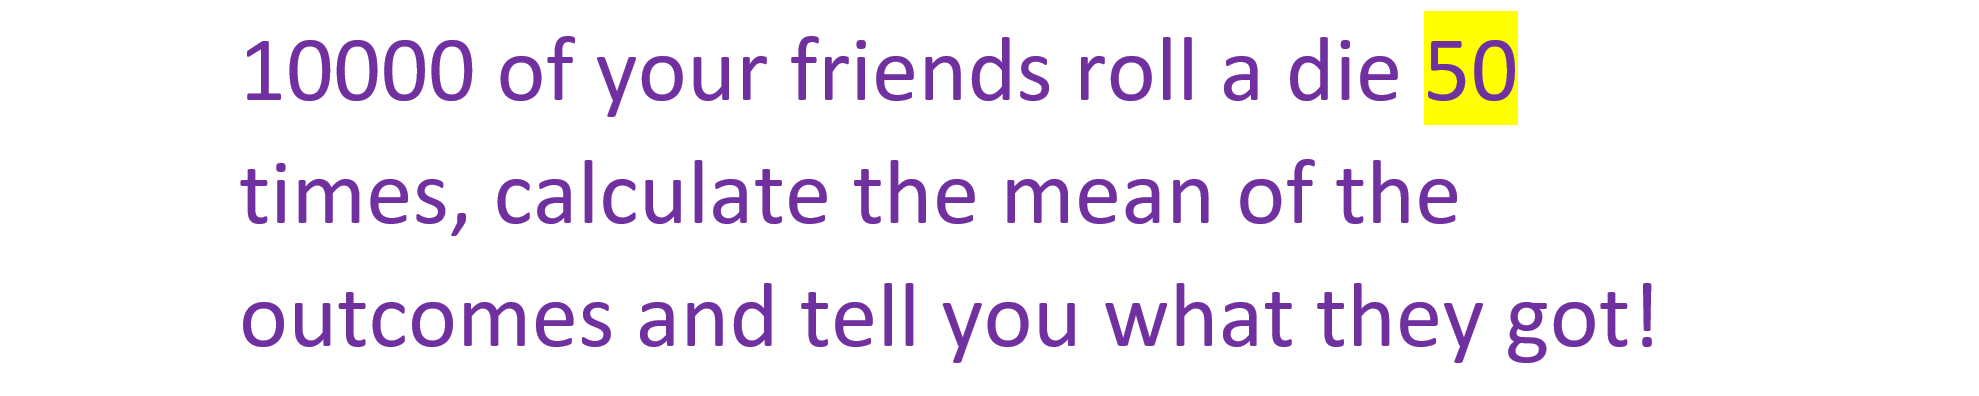 10000 of your friends roll a die 50
times, calculate the mean of the
outcomes and tell you what they got!